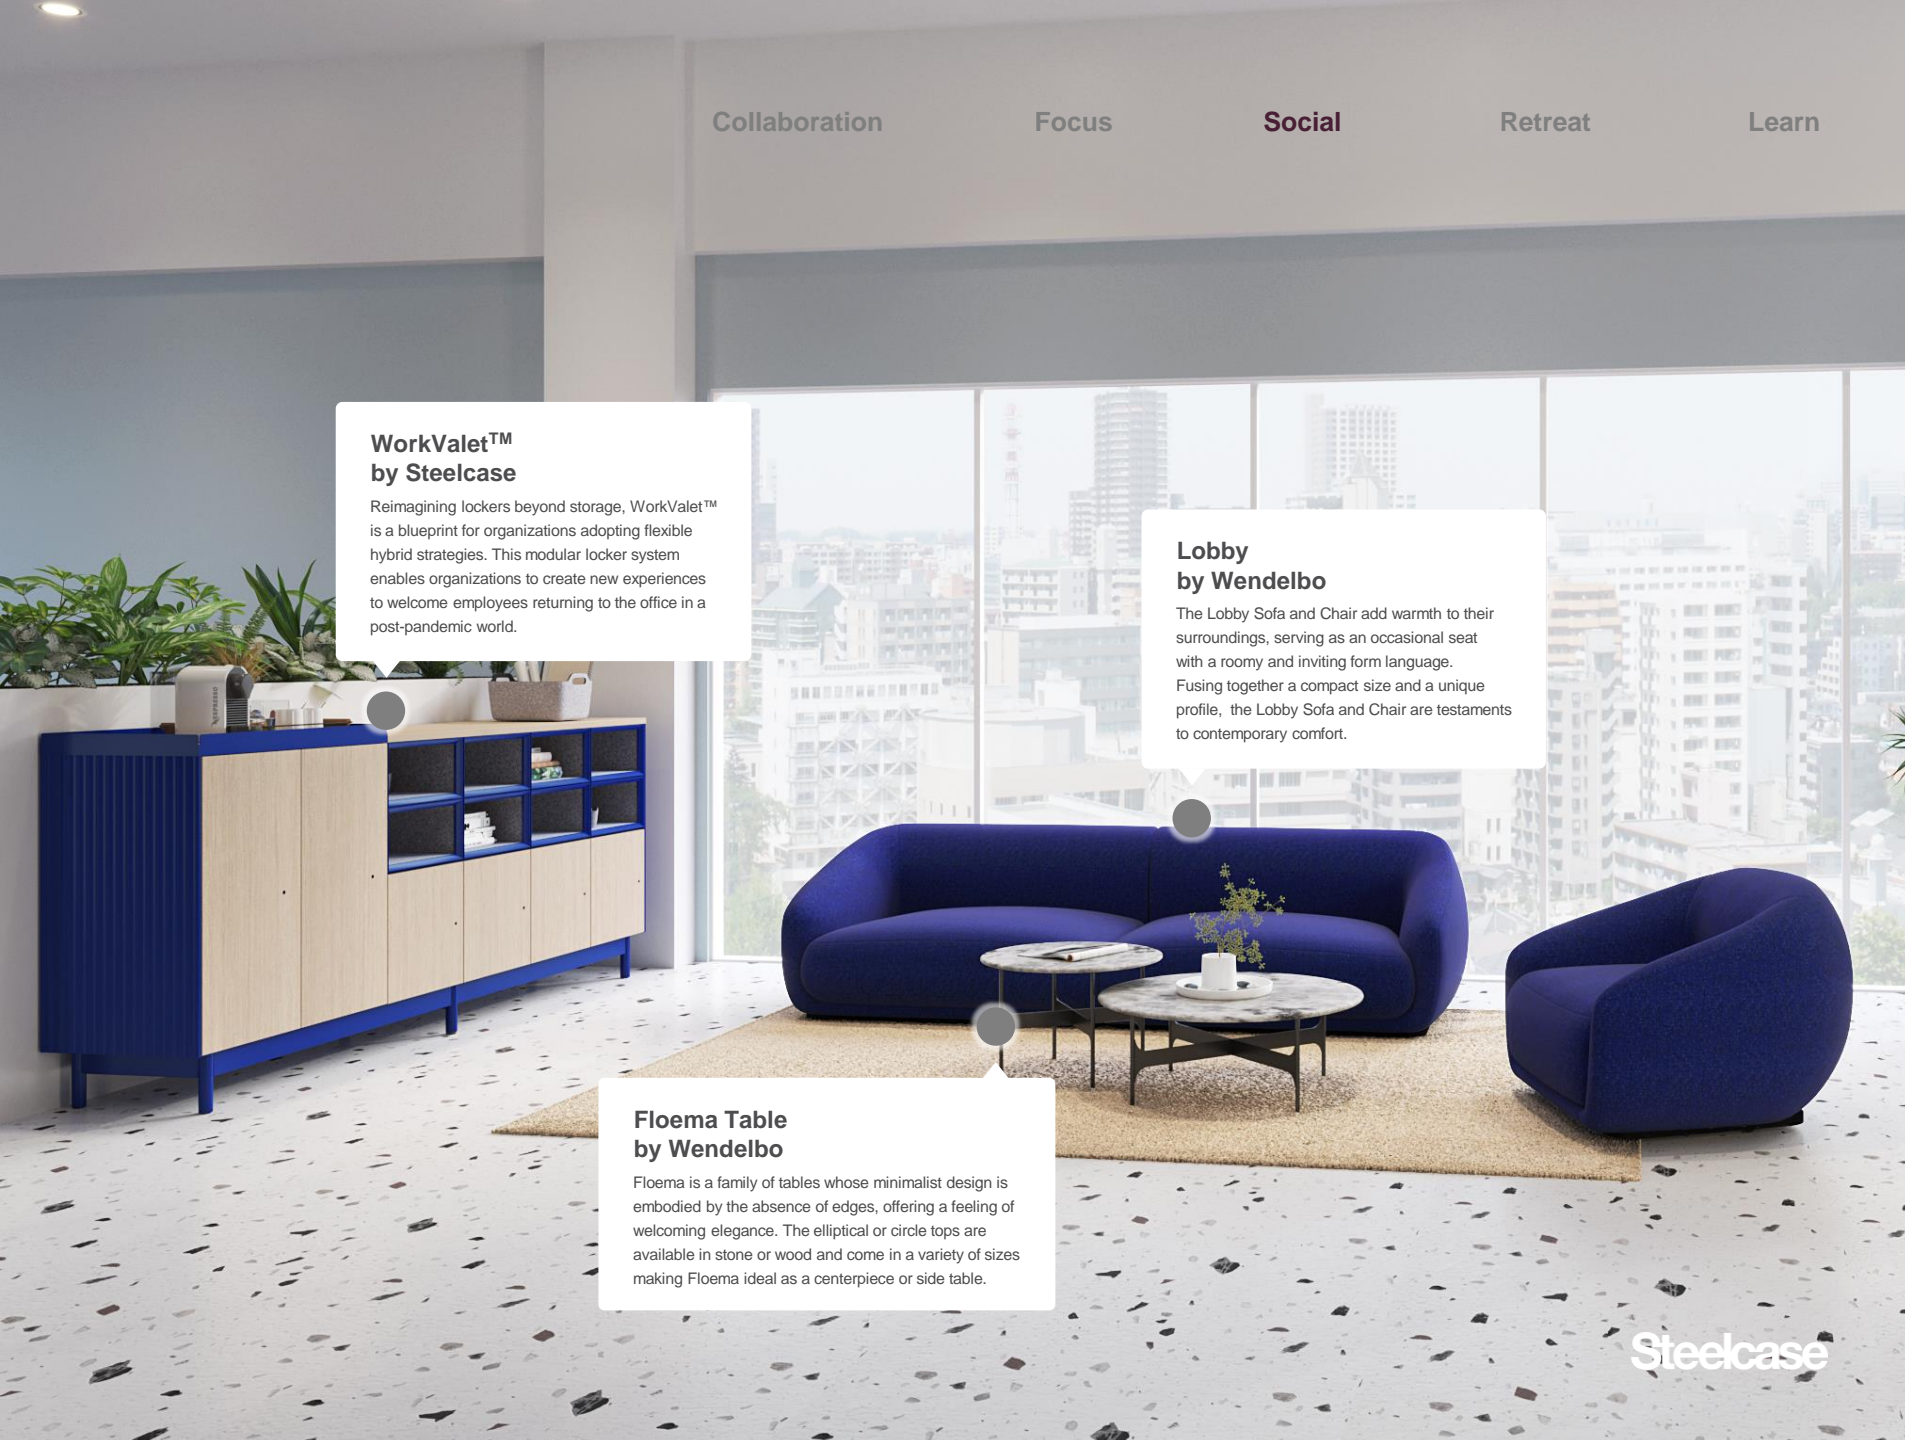 Collaboration Focus Social Retreat Learn
WorkValet™
by Steelcase
Reimagining lockers beyond storage, WorkValet™
is a blueprint for organizations adopting flexible
hybrid strategies. This modular locker system
enables organizations to create new experiences
to welcome employees returning to the office in a
post-pandemic world.
Lobby
by Wendelbo
The Lobby Sofa and Chair add warmth to their
surroundings, serving as an occasional seat
with a roomy and inviting form language.
Fusing together a compact size and a unique
profile, the Lobby Sofa and Chair are testaments
to contemporary comfort.
NESPRESSO
Floema Table
by Wendelbo
Floema is a family of tables whose minimalist design is
embodied by the absence of edges, offering a feeling of
welcoming elegance. The elliptical or circle tops are
available in stone or wood and come in a variety of sizes
making Floema ideal as a centerpiece or side table.
Steelcase